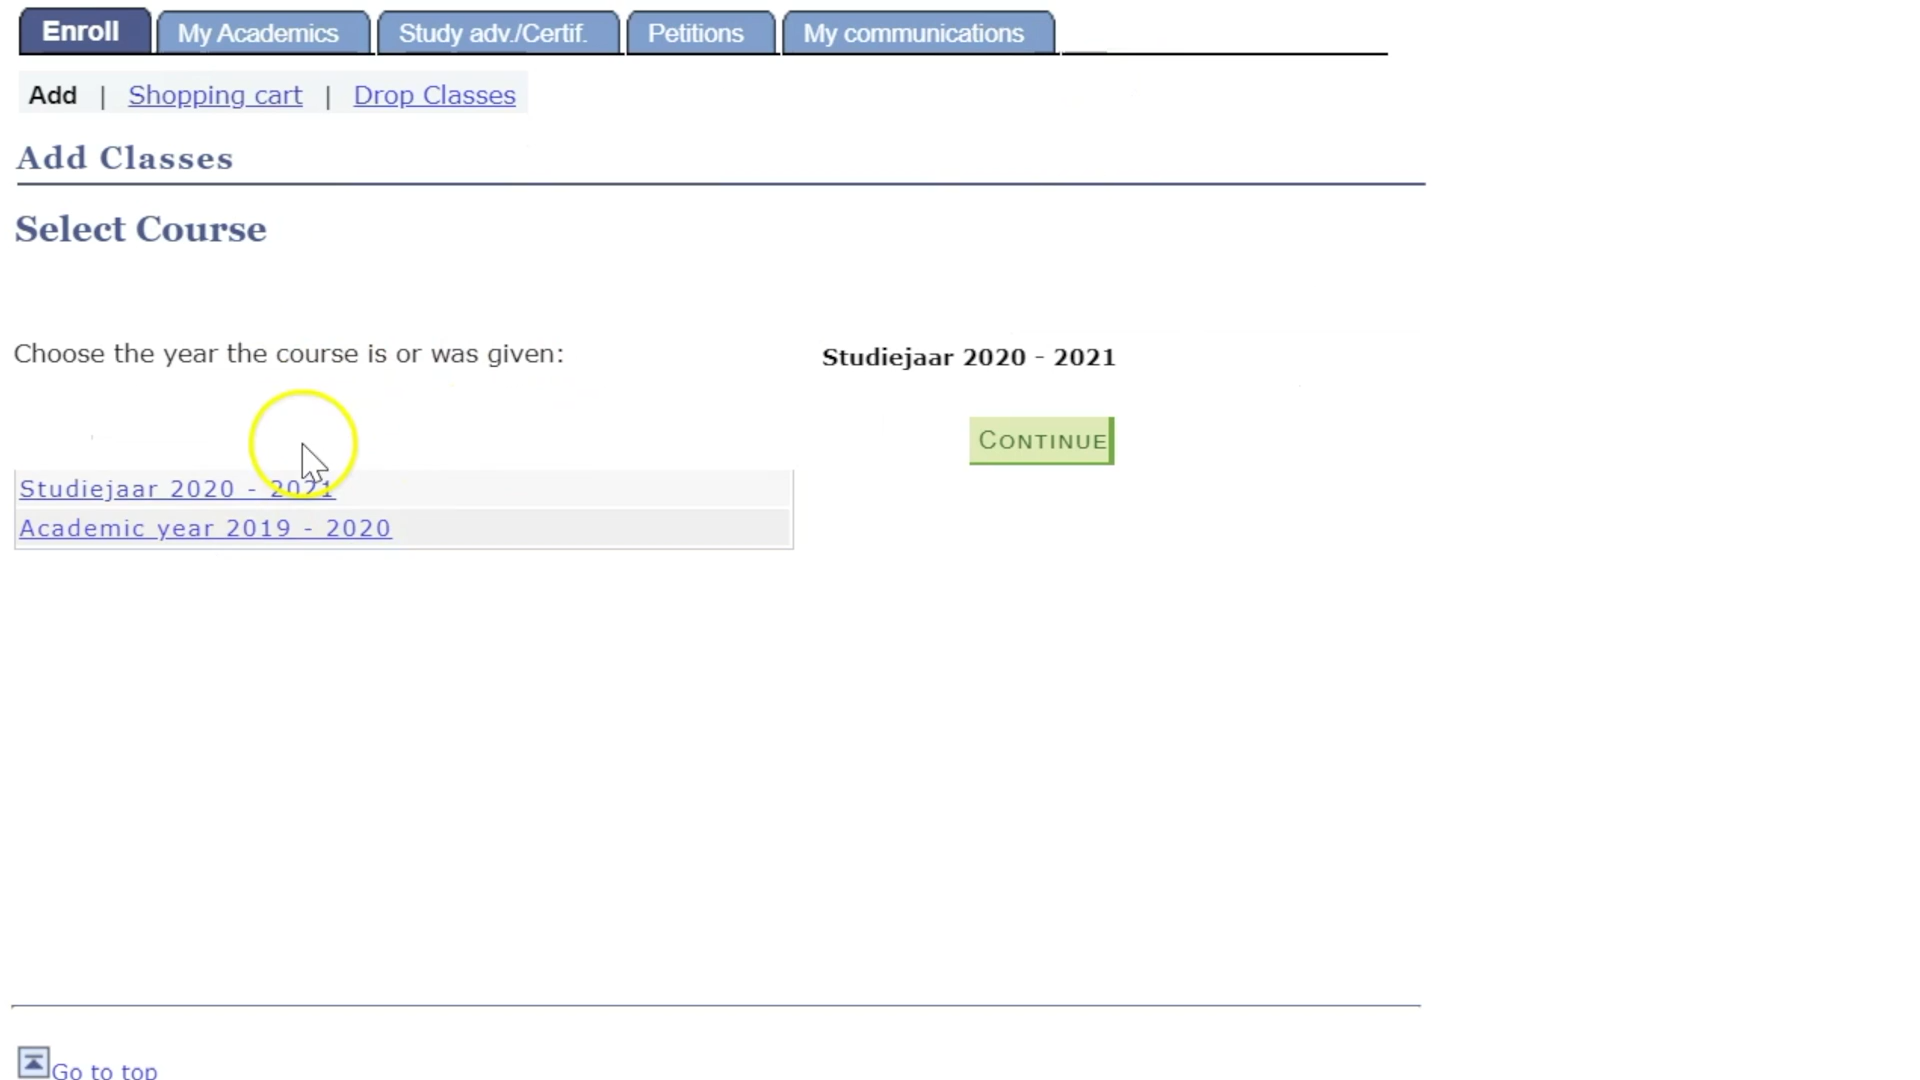 Enroll My Academics Study adv./Certif. Petitions My communications
Add | Shopping cart | Drop Classes
Add Classes
Select Course
Choose the year the course is or was given: Studiejaar 2020 - 2021
CONTINUE
Studiejaar 2020 - 2021
Academic year 2019 - 2020
Go to top